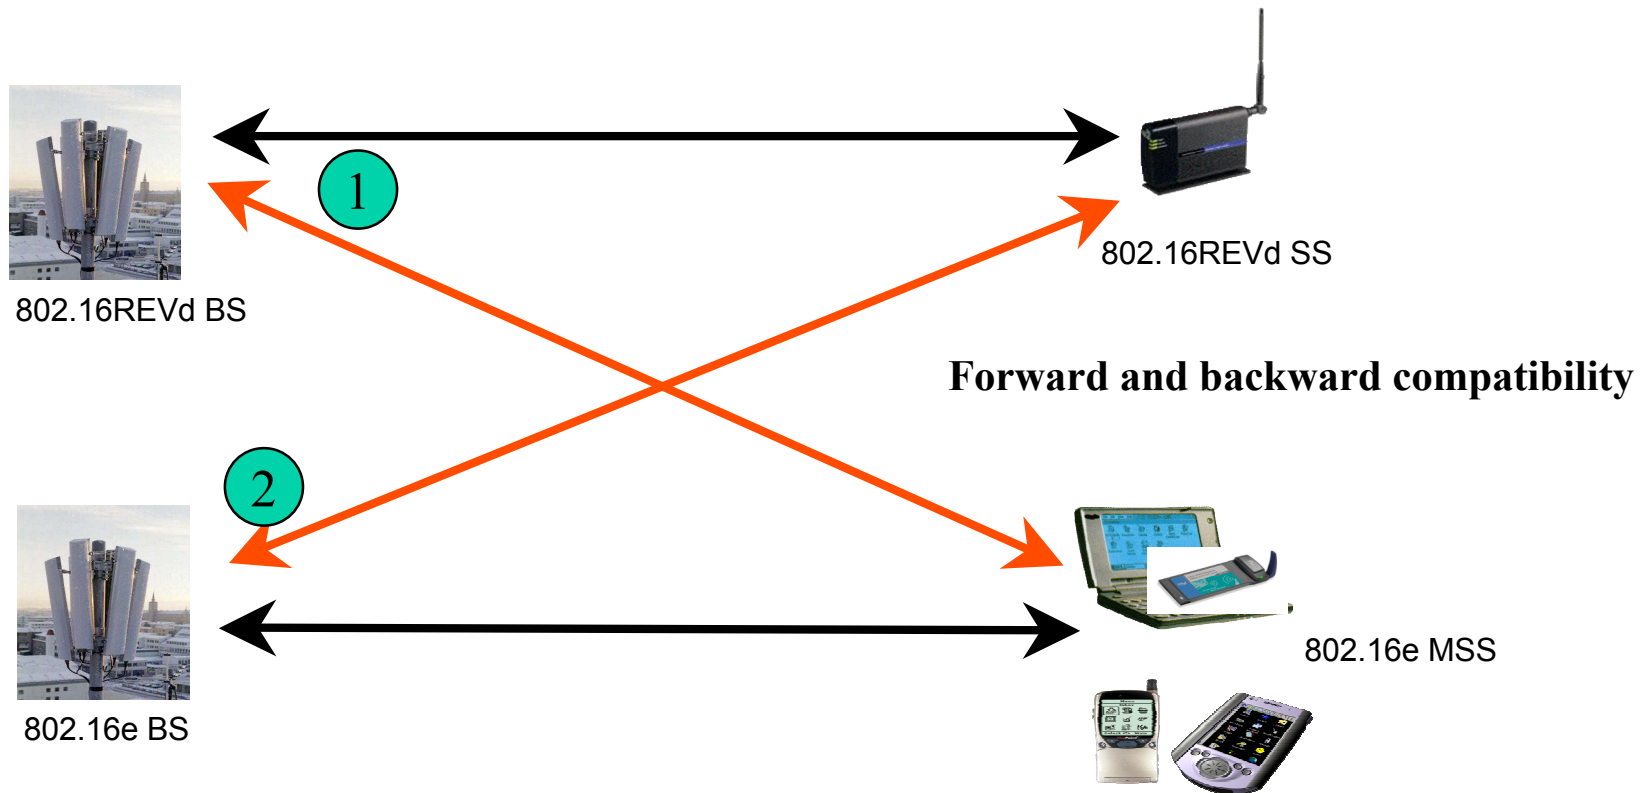 1
802.16REVd SS
802.16REVd BS
Forward and backward compatibility
2
802.16e MSS
802.16e BS